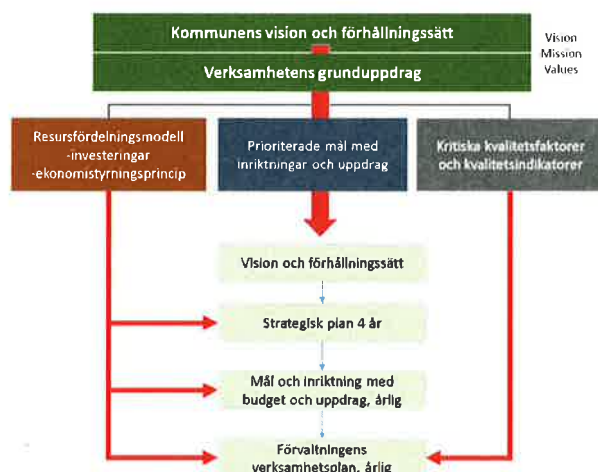 Kommunens vision och förhållningssätt
Verksamhetens grunduppdrag
Vision
Mission
Values
Resursfördelningsmodell
-investeringar
-ekonomistyrningsprincip
Prioriterade mål med
inriktningar och uppdrag
Kritiska kvalitetsfaktorer
och kvalitetsindikatorer
Vision och förhållningssätt
Strategisk plan 4 år
Mål och inriktning med
budget och uppdrag, årlig
Förvaltningens
verksamhetsplan, årlig